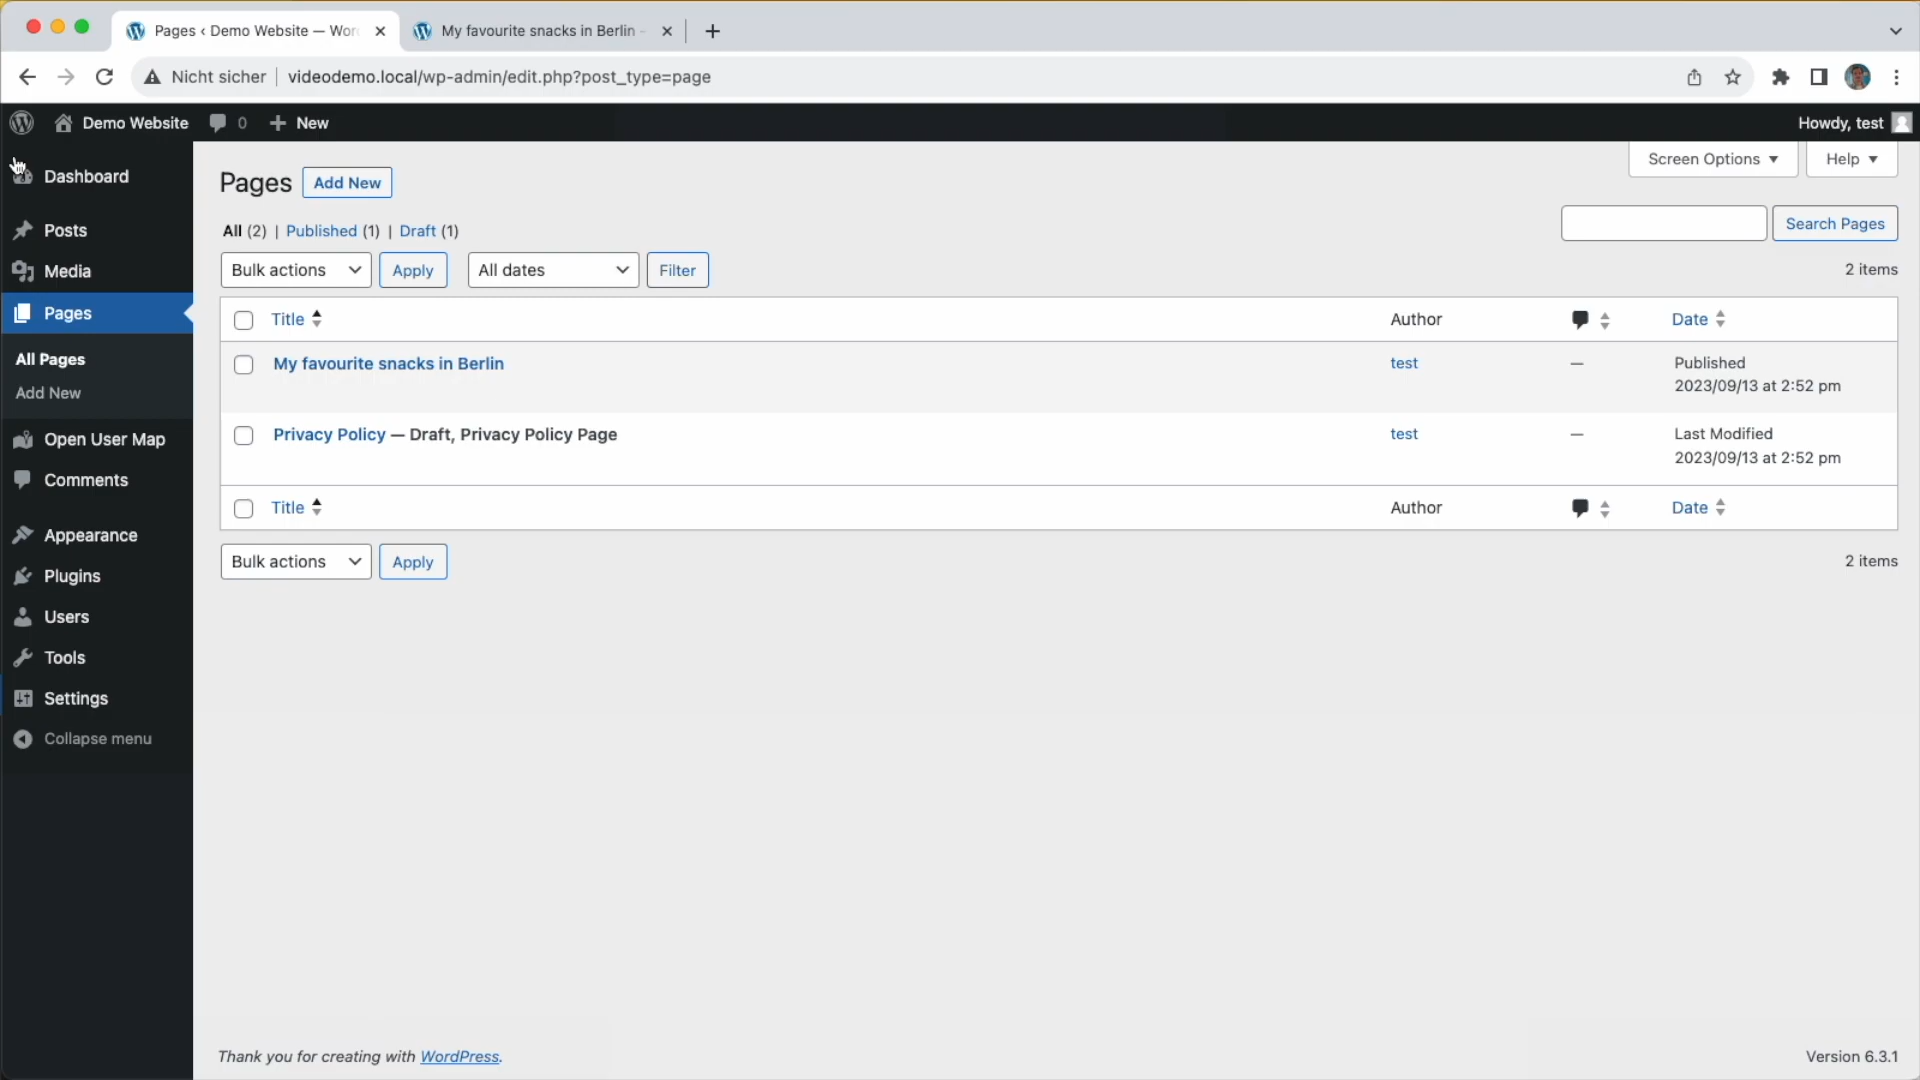 Pages ‹ Demo Website — Wor
My favourite snacks in Berlin -
Nicht sicher
videodemo.local/wp-admin/edit.php?post_type=page
Demo Website
0
New
Howdy, test
Dashboard
Posts
Media
Pages
All Pages
Add New
Open User Map
Comments
Appearance
Plugins
Users
Tools
Settings
Collapse menu
Screen Options
Help
Pages
Add New
All (2) | Published (1) | Draft (1)
Search Pages
Bulk actions
Apply
All dates
Filter
2 items
Title
Author
Date
My favourite snacks in Berlin
test
—
Published
2023/09/13 at 2:52 pm
Privacy Policy — Draft, Privacy Policy Page
test
—
Last Modified
2023/09/13 at 2:52 pm
Title
Author
Date
Bulk actions
Apply
2 items
Thank you for creating with WordPress.
Version 6.3.1